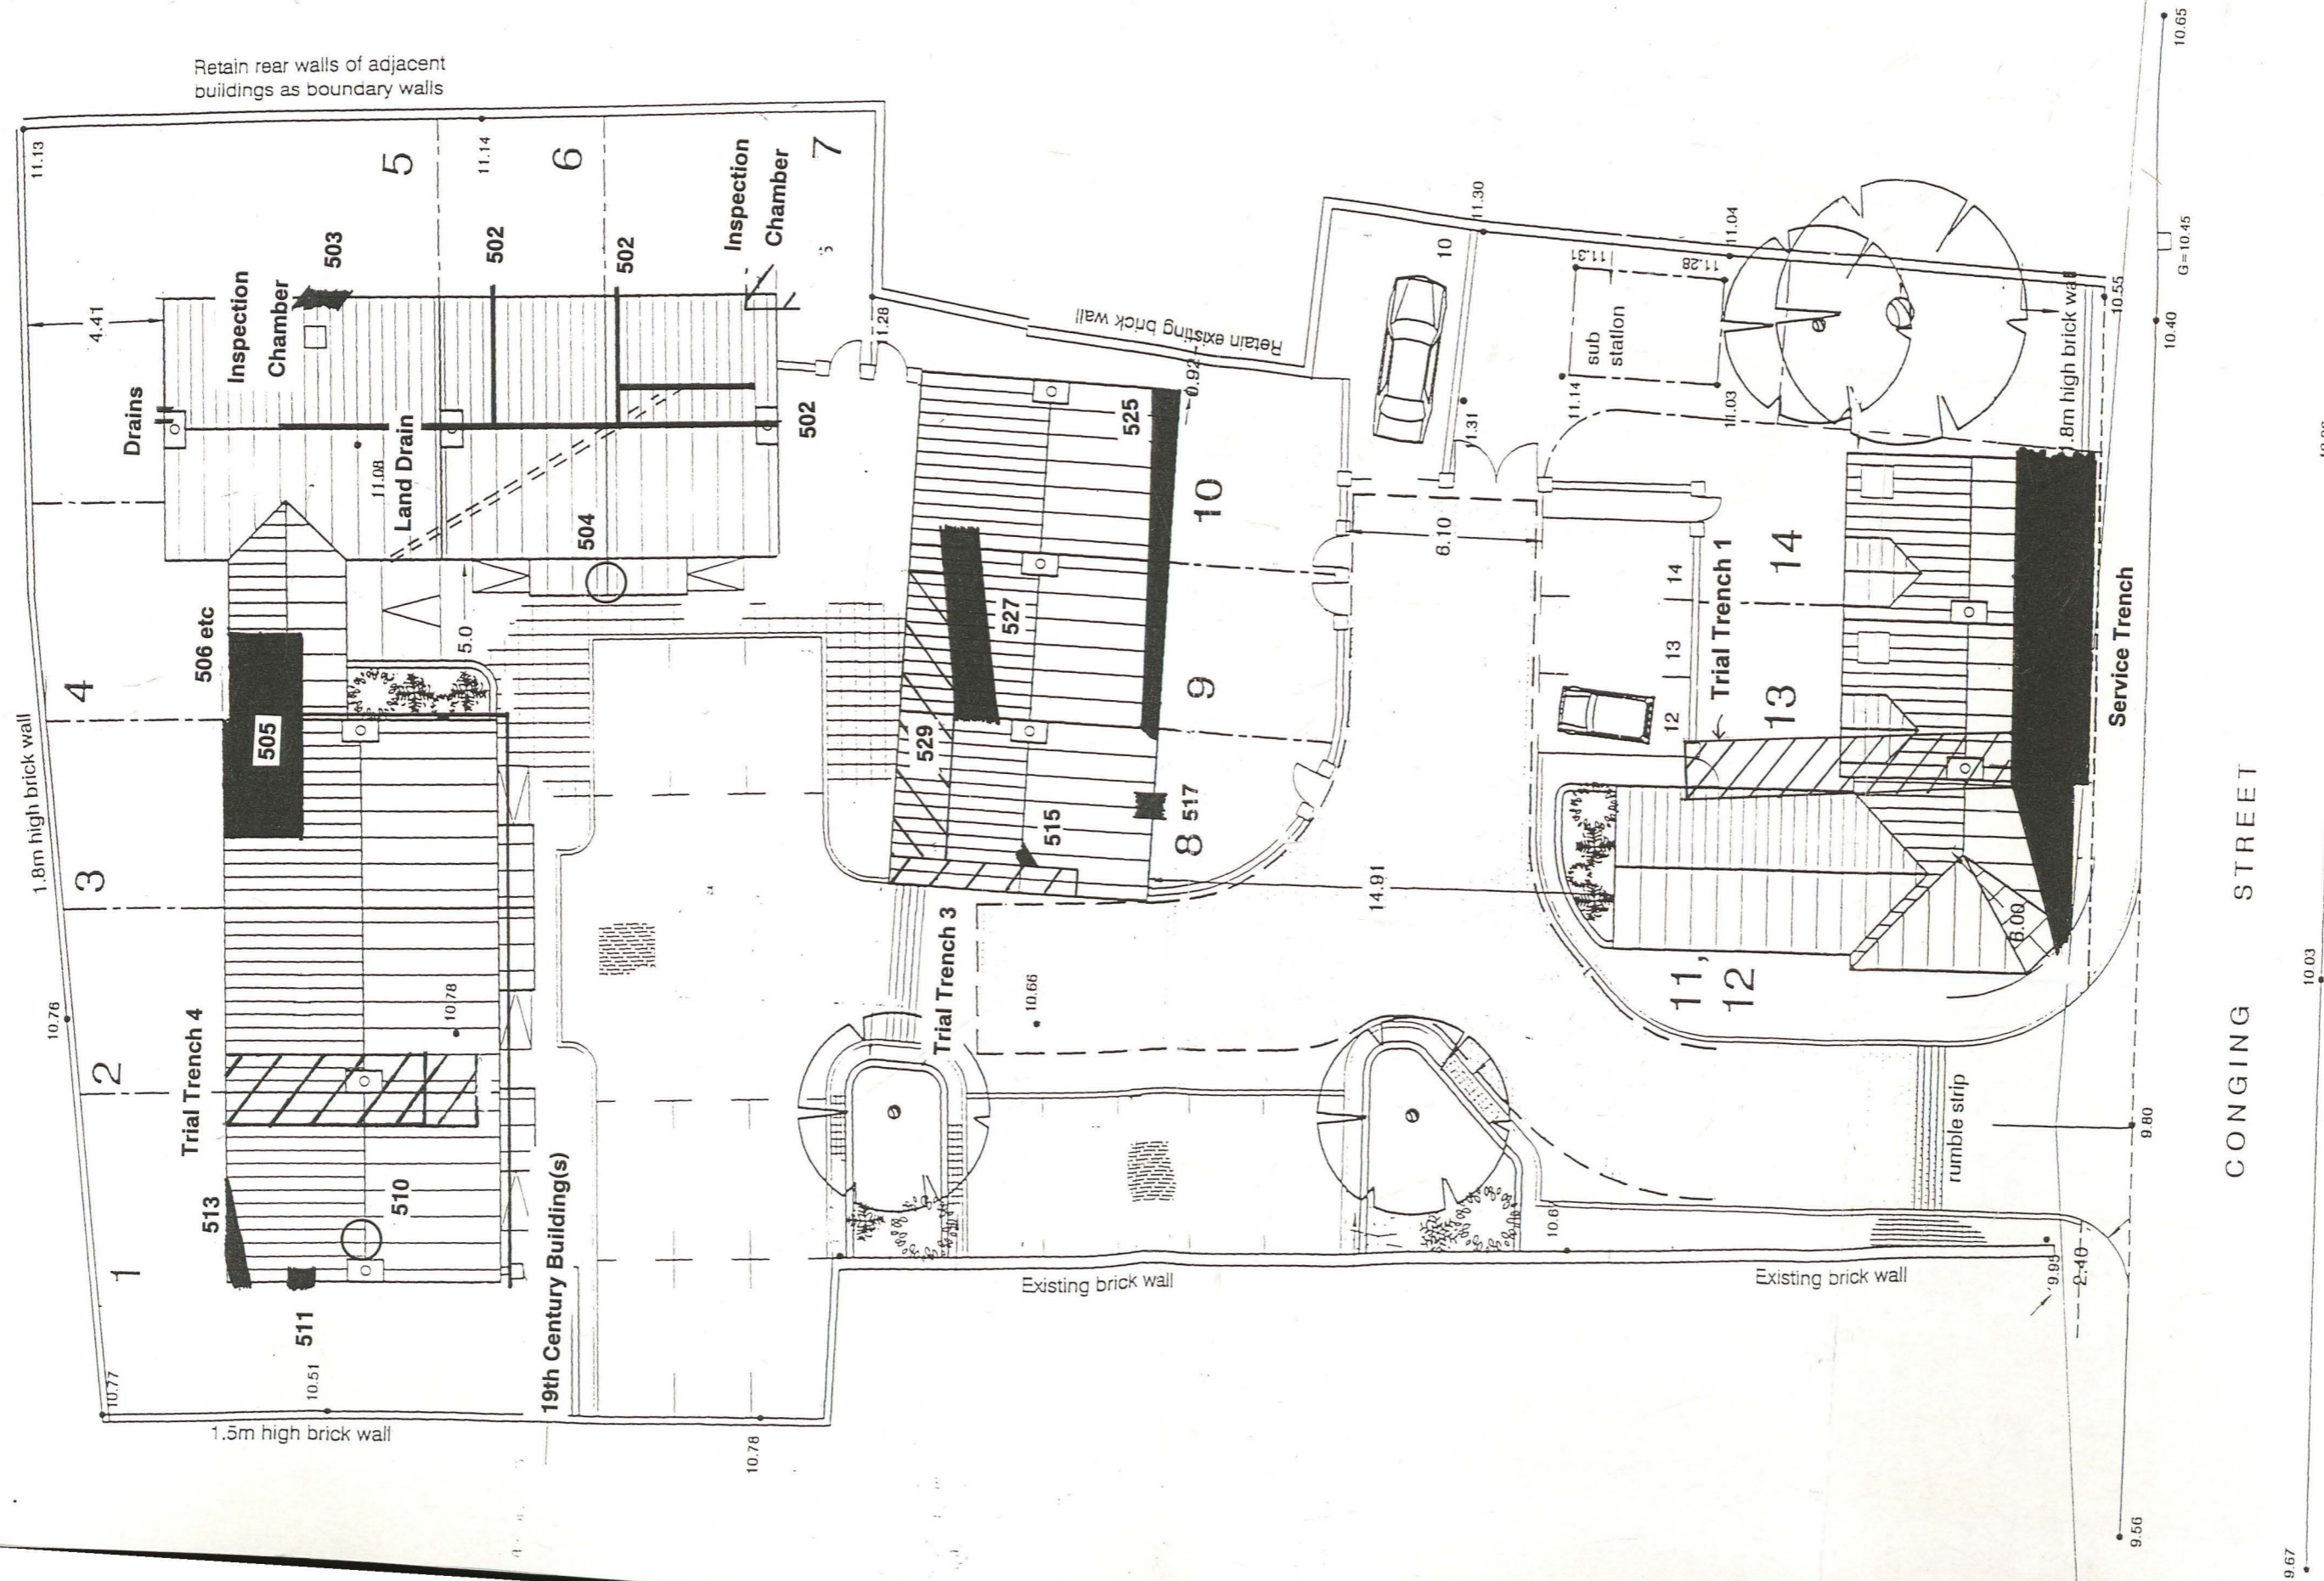 Retain rear walls of adjacent
buildings as boundary walls
11.13
5
11.14
6
Inspection
Chamber
7
4.41
Inspection
Chamber
503
502
502
Drains
11.08
Land Drain
502
504
506 etc
5.0
505
4
1.8m high brick wall
3
10.76
2
Trial Trench 4
10.78
513
510
1
511
19th Century Building(s)
10.77
10.51
1.5m high brick wall
10.78
Retain existing brick wall
525
10
527
9
529
515
517
8
Trial Trench 3
10.66
14.91
6.10
10
11.30
11.31
11.31
11.28
11.04
sub
station
11.14
11.03
14
13
12
Trial Trench 1
14
13
11,
12
6.00
Service Trench
1.8m high brick wall
10.55
10.40
G=10.45
10.65
rumble strip
Existing brick wall
Existing brick wall
9.95
2.40
9.80
9.56
9.67
10.03
CONGING STREET